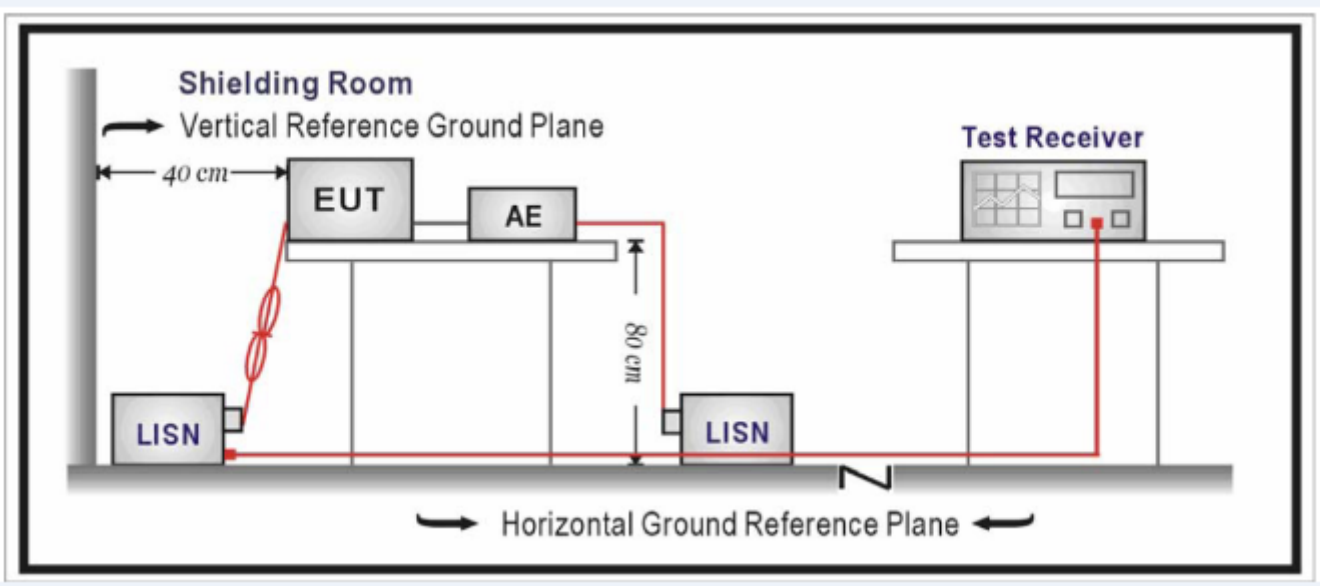 Shielding Room
Vertical Reference Ground Plane
Test Receiver
40 cm
EUT
AE
80 cm
LISN
LISN
Horizontal Ground Reference Plane